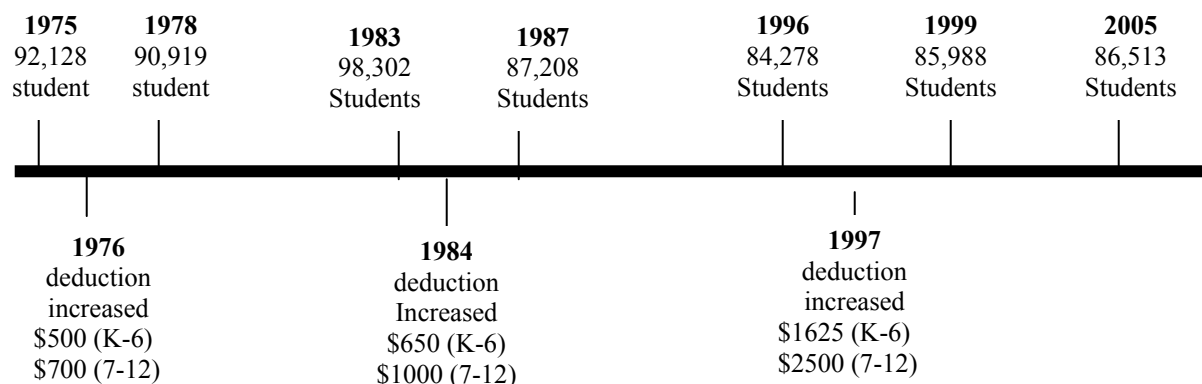 1975
92,128
student
1978
90,919
student
1983
98,302
Students
1987
87,208
Students
1996
84,278
Students
1999
85,988
Students
2005
86,513
Students
1976
deduction
increased
$500 (K-6)
$700 (7-12)
1984
deduction
Increased
$650 (K-6)
$1000 (7-12)
1997
deduction
increased
$1625 (K-6)
$2500 (7-12)